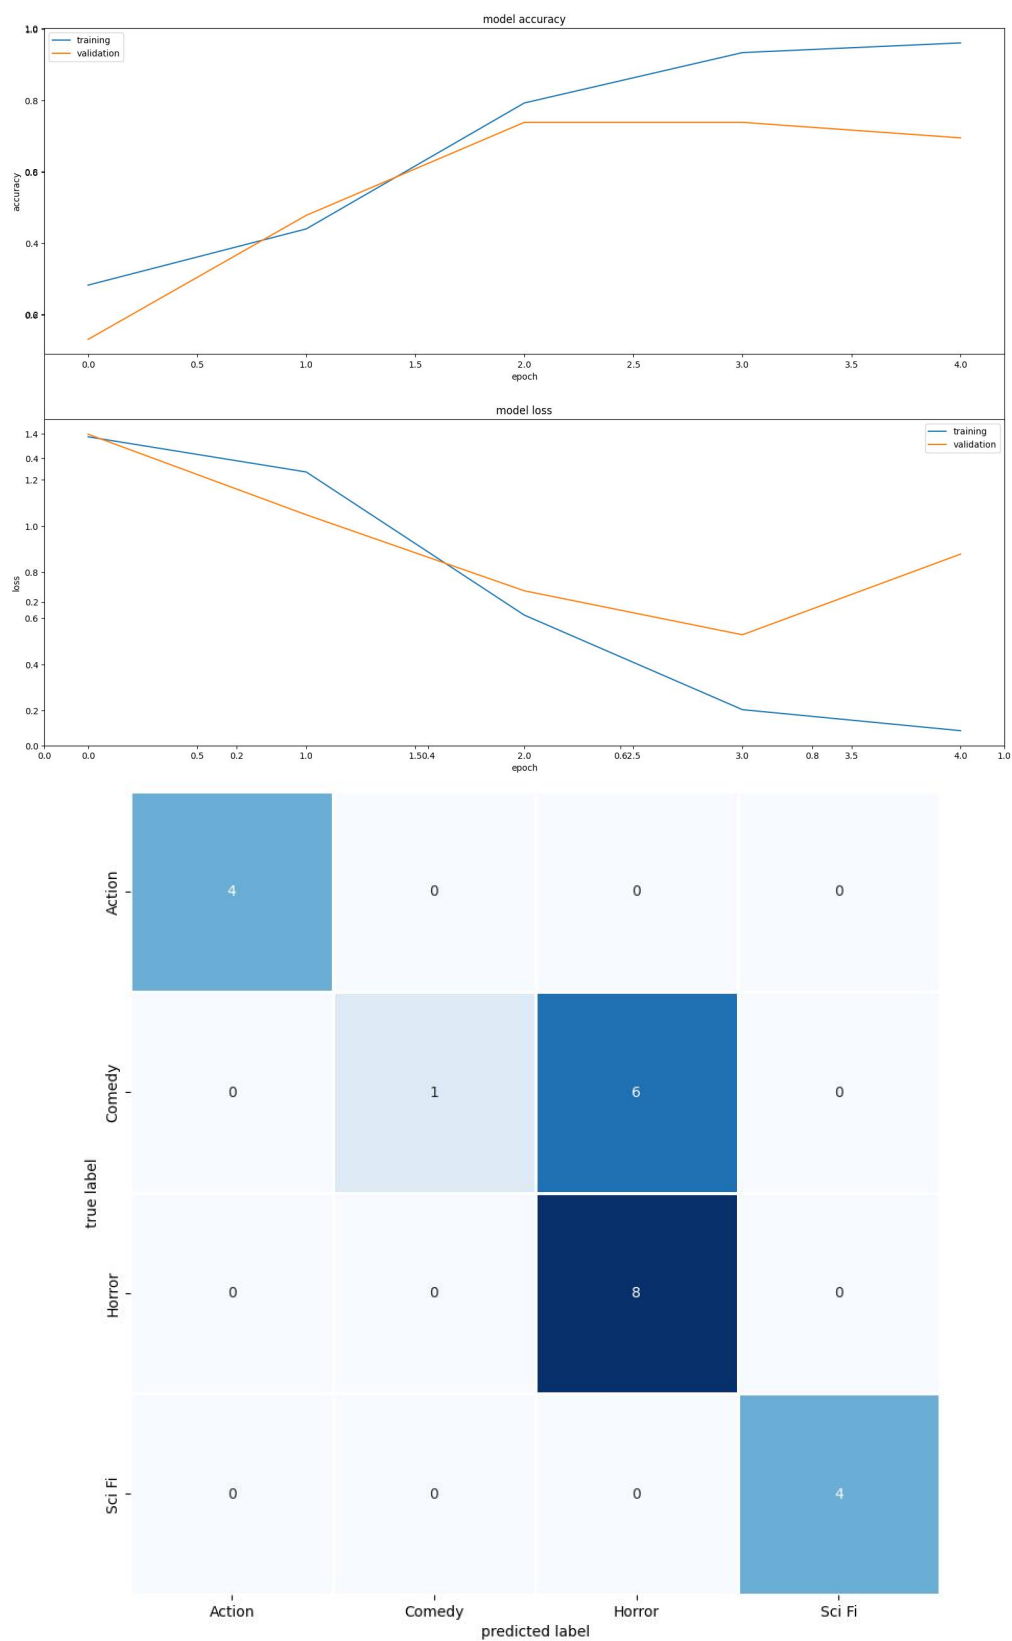 model accuracy
1.0
training
validation
0.8
0.6
accuracy
0.4
0.0 0.5 1.0 1.5 2.0 2.5 3.0 3.5 4.0
epoch
model loss
1.4
training
validation
0.4
1.2
1.0
0.8
loss
0.2
0.6
0.4
0.2
0.0
0.0 0.0 0.5 0.2 1.0 1.5 0.4 2.0 0.6 2.5 3.0 0.8 3.5 4.0 1.0
epoch
Action
4 0 0 0
Comedy
0 1 6 0
true label
Horror
0 0 8 0
Sci Fi
0 0 0 4
Action Comedy Horror Sci Fi
predicted label